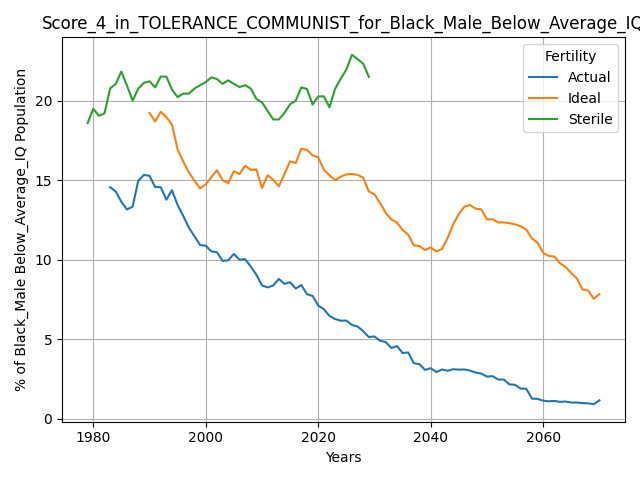 Score_4_in_TOLERANCE_COMMUNIST_for_Black_Male_Below_Average_IQ
Fertility
Actual
Ideal
Sterile
% of Black_Male Below_Average_IQ Population
20
15
10
5
0
1980
2000
2020
2040
2060
Years